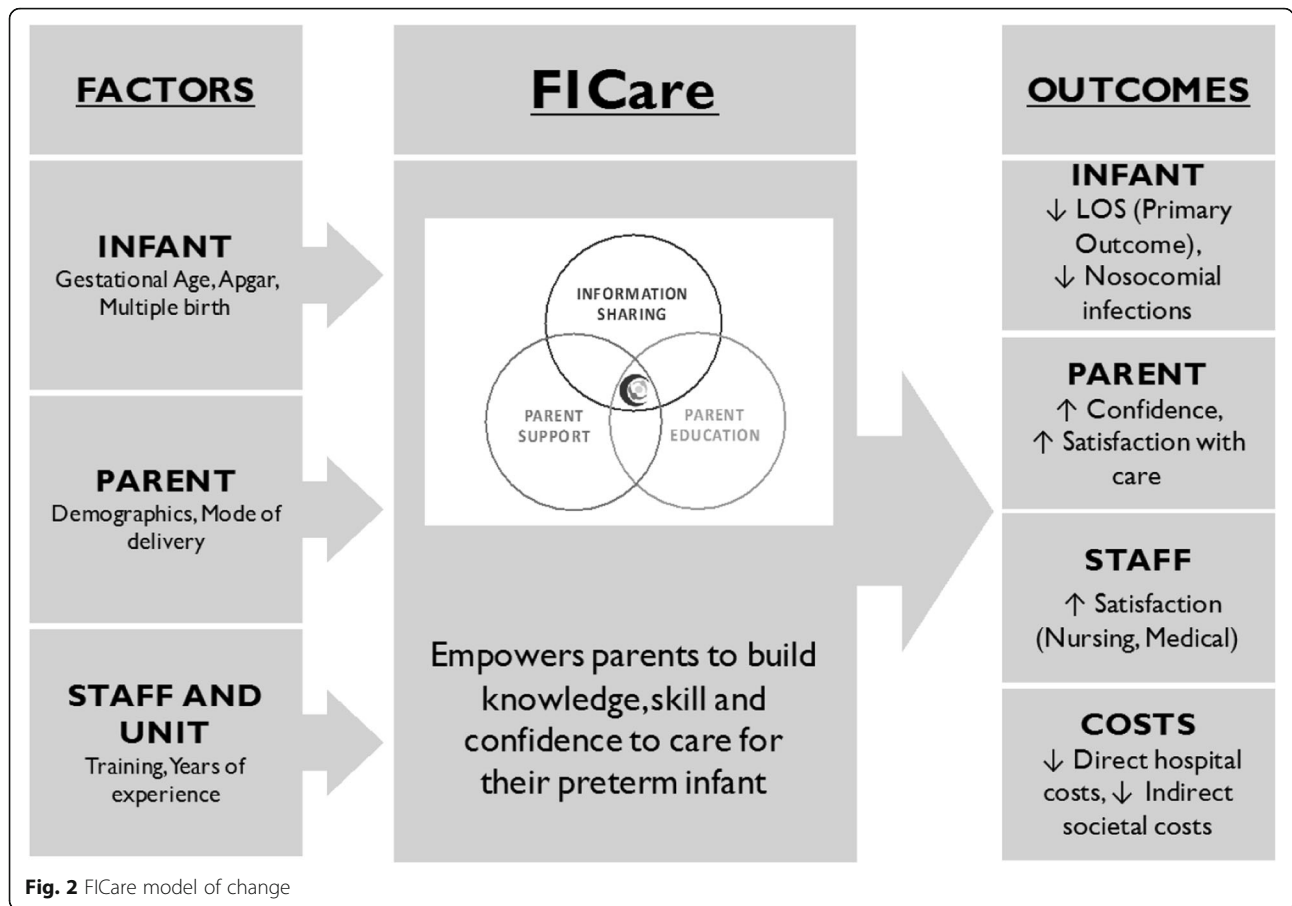 FACTORS
INFANT
Gestational Age, Apgar,
Multiple birth
PARENT
Demographics, Mode of
delivery
STAFF AND
UNIT
Training, Years of
experience
FICare
INFORMATION
SHARING
PARENT
SUPPORT
PARENT
EDUCATION
Empowers parents to build
knowledge, skill and
confidence to care for
their preterm infant
OUTCOMES
INFANT
↓ LOS (Primary
Outcome),
↓ Nosocomial
infections
PARENT
↑ Confidence,
↑ Satisfaction with
care
STAFF
↑ Satisfaction
(Nursing, Medical)
COSTS
↓ Direct hospital
costs, ↓ Indirect
societal costs
Fig. 2 FICare model of change